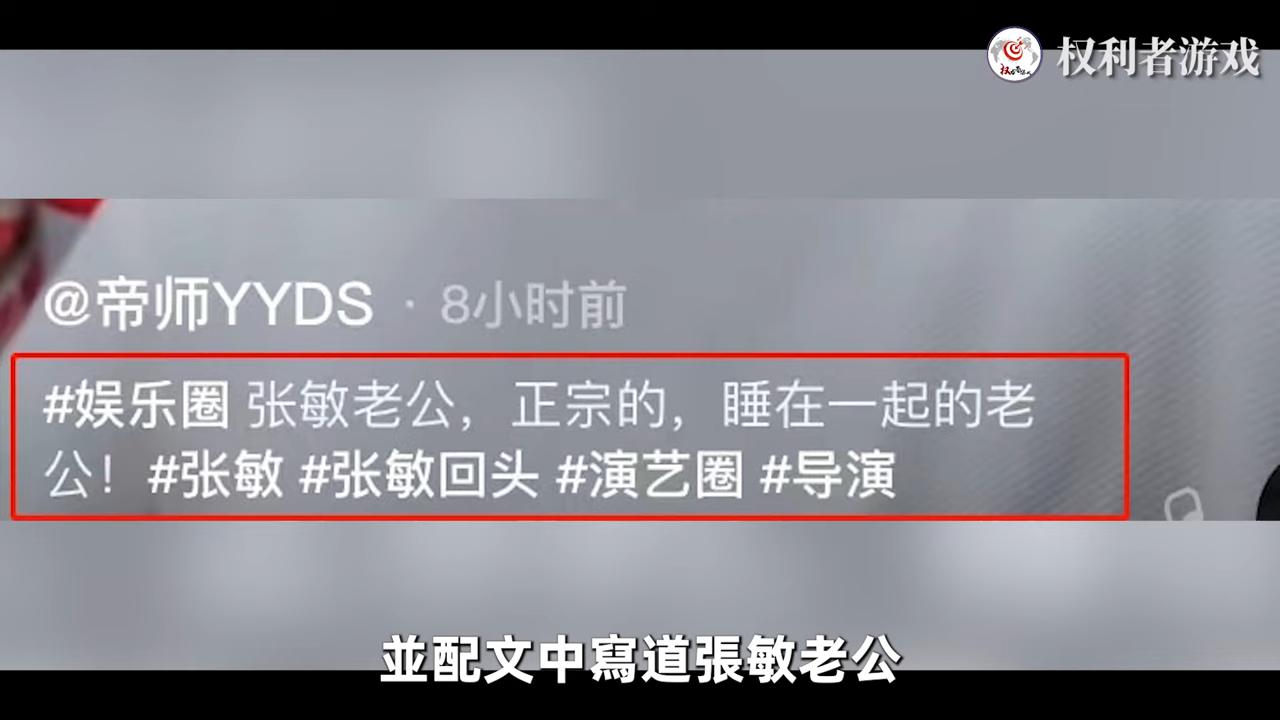 权利者游戏
@帝师YYDS · 8小时前
#娱乐圈 张敏老公，正宗的，睡在一起的老
公！#张敏 #张敏回头 #演艺圈 #导演
並配文中寫道張敏老公